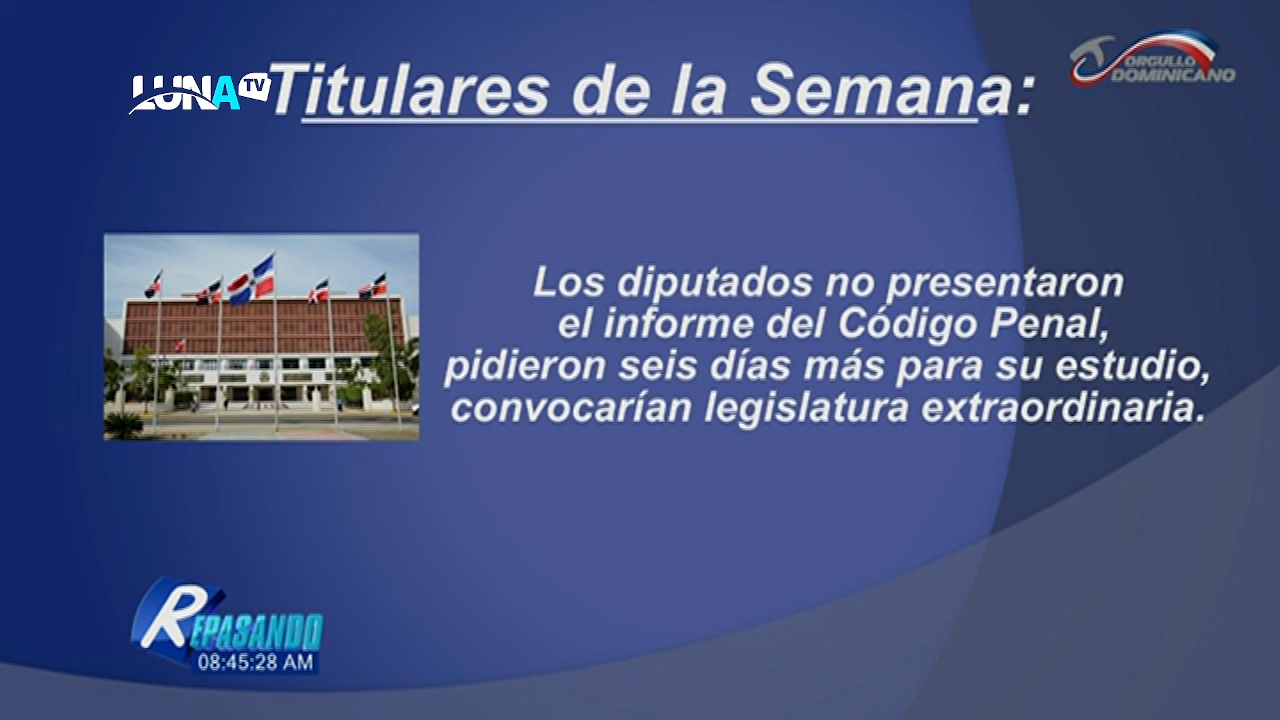 LUNA TV
Titulares de la Semana:
ORGULLO
DOMINICANO
Los diputados no presentaron
el informe del Código Penal,
pidieron seis días más para su estudio,
convocarían legislatura extraordinaria.
REPASANDO
08:45:28 AM